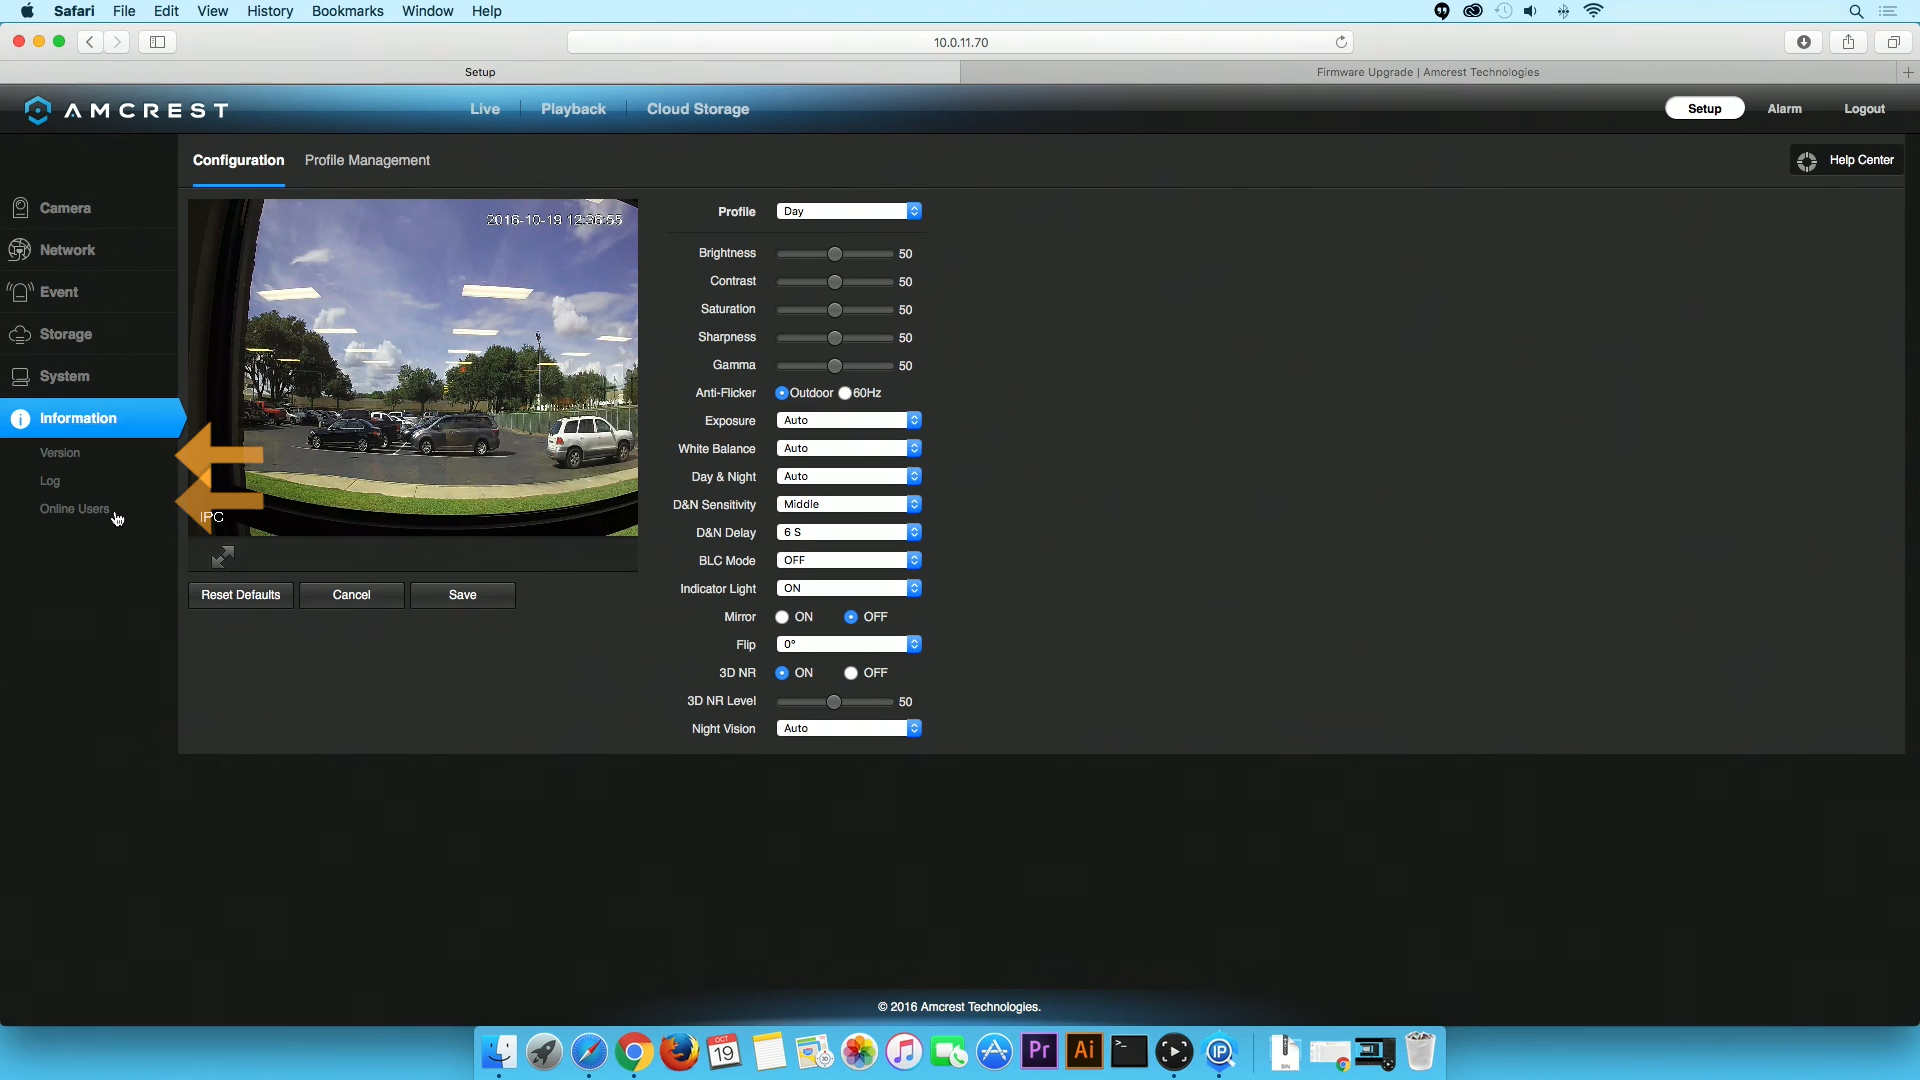 Safari File Edit View History Bookmarks Window Help
10.0.11.70
Setup
Firmware Upgrade | Amcrest Technologies
AMCREST
Live
Playback
Cloud Storage
Setup
Alarm
Logout
Configuration
Profile Management
Help Center
Camera
Network
Event
Storage
System
Information
Version
Log
Online Users
2016-10-19 12:36:55
IPC
Reset Defaults
Cancel
Save
Profile Day
Brightness 50
Contrast 50
Saturation 50
Sharpness 50
Gamma 50
Anti-Flicker Outdoor 60Hz
Exposure Auto
White Balance Auto
Day & Night Auto
D&N Sensitivity Middle
D&N Delay 6 S
BLC Mode OFF
Indicator Light ON
Mirror ON OFF
Flip 0°
3D NR ON OFF
3D NR Level 50
Night Vision Auto
© 2016 Amcrest Technologies.
OCT
19
Pr
Ai
>_
IP
BIN